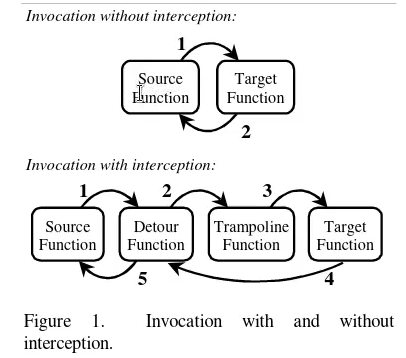 Invocation without interception:
1
Source Target
Function Function
2
Invocation with interception:
1 2 3
Source Detour Trampoline Target
Function Function Function Function
5 4
Figure 1. Invocation with and without
interception.